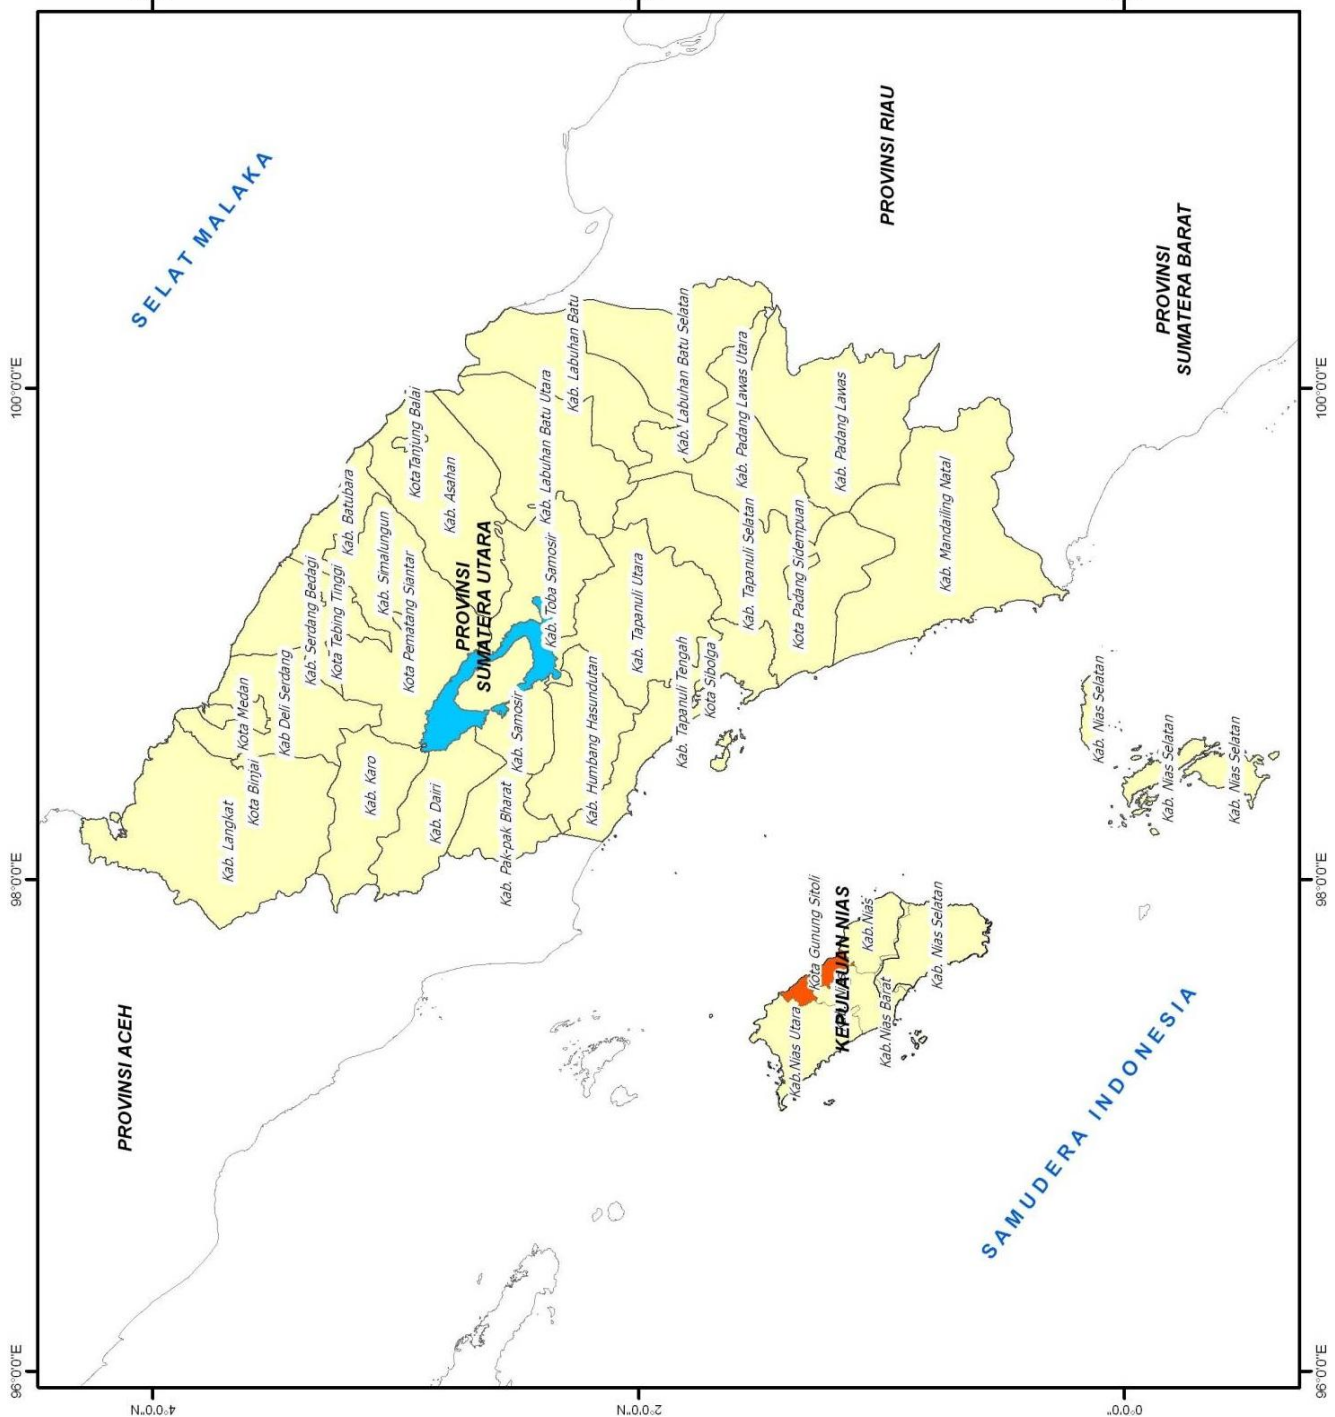 96°0'0"E
98°0'0"E
100°0'0"E
4°0'0"N
2°0'0"N
0°0'0"
PROVINSI ACEH
SELAT MALAKA
Kab. Langkat
Kota Binjai
Kota Medan
Kab Deli Serdang
Kab. Serdang Bedagi
Kota Tebing Tinggi
Kab. Batubara
Kab. Karo
Kab. Simalungun
Kota Pematang Siantar
KotaTanjung Balai
Kab. Asahan
Kab. Dairi
PROVINSI
SUMATERA UTARA
Kab. Pak-pak Bharat
Kab. Samosir
Kab. Toba Samosir
Kab. Labuhan Batu Utara
Kab. Labuhan Batu
Kab. Humbang Hasundutan
Kab. Tapanuli Utara
Kab. Tapanuli Tengah
Kota Sibolga
Kab. Labuhan Batu Selatan
Kab. Tapanuli Selatan
Kab. Padang Lawas Utara
Kota Padang Sidempuan
Kab. Padang Lawas
PROVINSI RIAU
Kab.Nias Utara
Kota Gunung Sitoli
KEPULAUAN NIAS
Kab.Nias
Kab.Nias Barat
Kab. Nias Selatan
Kab. Mandailing Natal
Kab. Nias Selatan
Kab. Nias Selatan
Kab. Nias Selatan
PROVINSI
SUMATERA BARAT
SAMUDERA INDONESIA
96°0'0"E
98°0'0"E
100°0'0"E